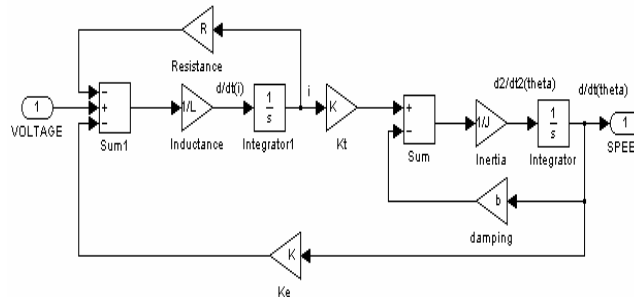 R
Resistance
d/dt(i)
i
d2/dt2(theta)
d/dt(theta)
1
VOLTAGE
−
+
−
Sum1
1/L
Inductance
1
s
Integrator1
K
Kt
+
−
Sum
1/J
Inertia
1
s
Integrator
1
SPEE
b
damping
K
Ke